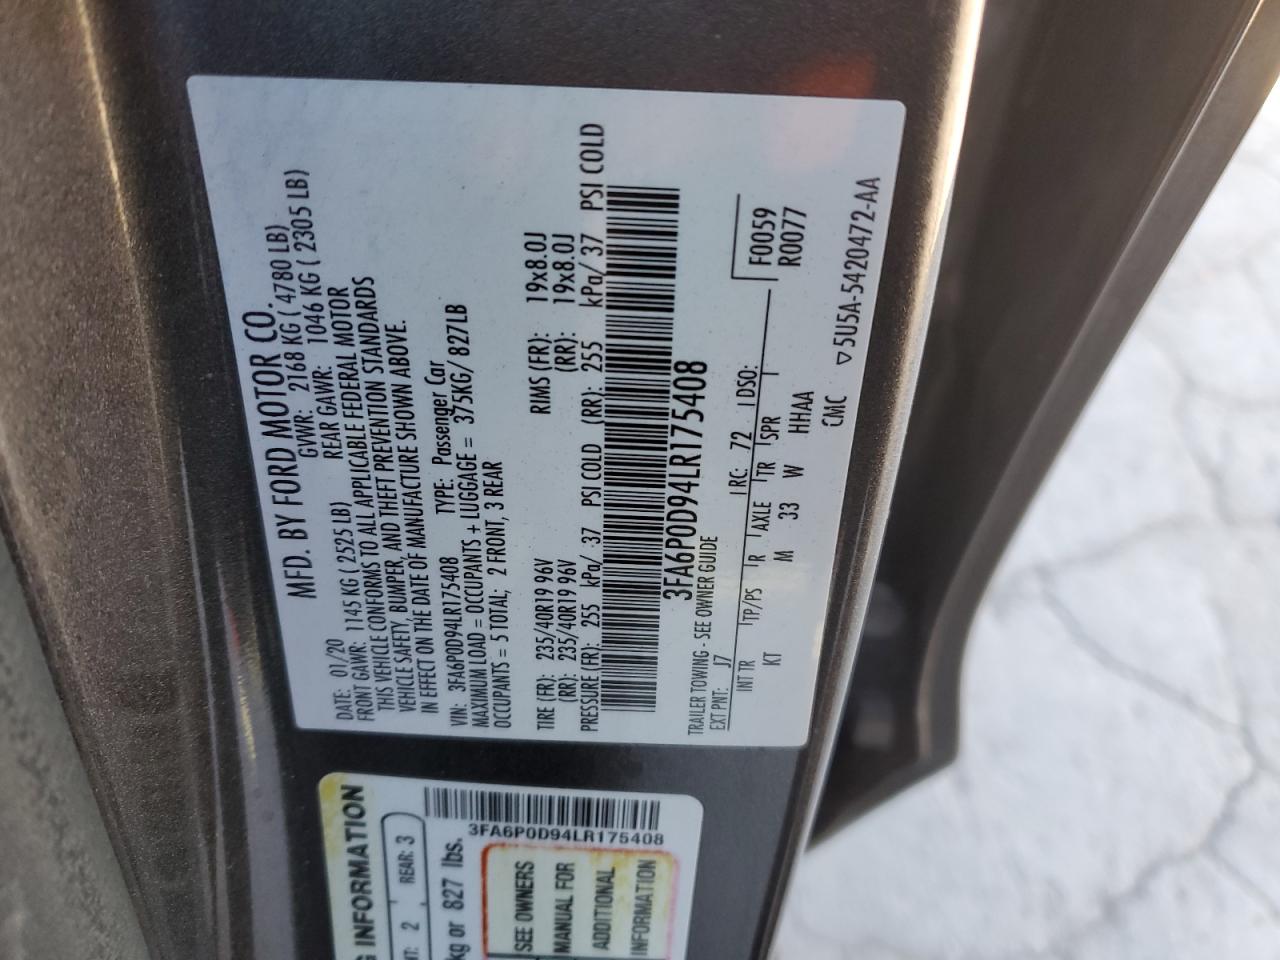 MFD. BY FORD MOTOR CO.
DATE: 01/20 GVWR: 2168 KG ( 4780 LB)
FRONT GAWR: 1145 KG ( 2525 LB) REAR GAWR: 1046 KG ( 2305 LB)
THIS VEHICLE CONFORMS TO ALL APPLICABLE FEDERAL MOTOR
VEHICLE SAFETY, BUMPER, AND THEFT PREVENTION STANDARDS
IN EFFECT ON THE DATE OF MANUFACTURE SHOWN ABOVE.
VIN: 3FA6P0D94LR175408 TYPE: Passenger Car
MAXIMUM LOAD = OCCUPANTS + LUGGAGE = 375KG/ 827LB
OCCUPANTS = 5 TOTAL; 2 FRONT, 3 REAR
TIRE (FR): 235/40R19 96V RIMS (FR): 19x8.0J
(RR): 235/40R19 96V (RR): 19x8.0J
PRESSURE (FR): 255 kPa/ 37 PSI COLD (RR): 255 kPa/ 37 PSI COLD
3FA6P0D94LR175408
TRAILER TOWING - SEE OWNER GUIDE
EXT PNT: J7 RC: 72 DSO: F0059
INT TR TP/PS R AXLE TR SPR R0077
KT M 33 W HHAA
CMC ▽5U5A-5420472-AA
INFORMATION
2 REAR: 3
kg or 827 lbs.
3FA6P0D94LR175408
SEE OWNERS
MANUAL FOR
ADDITIONAL
INFORMATION